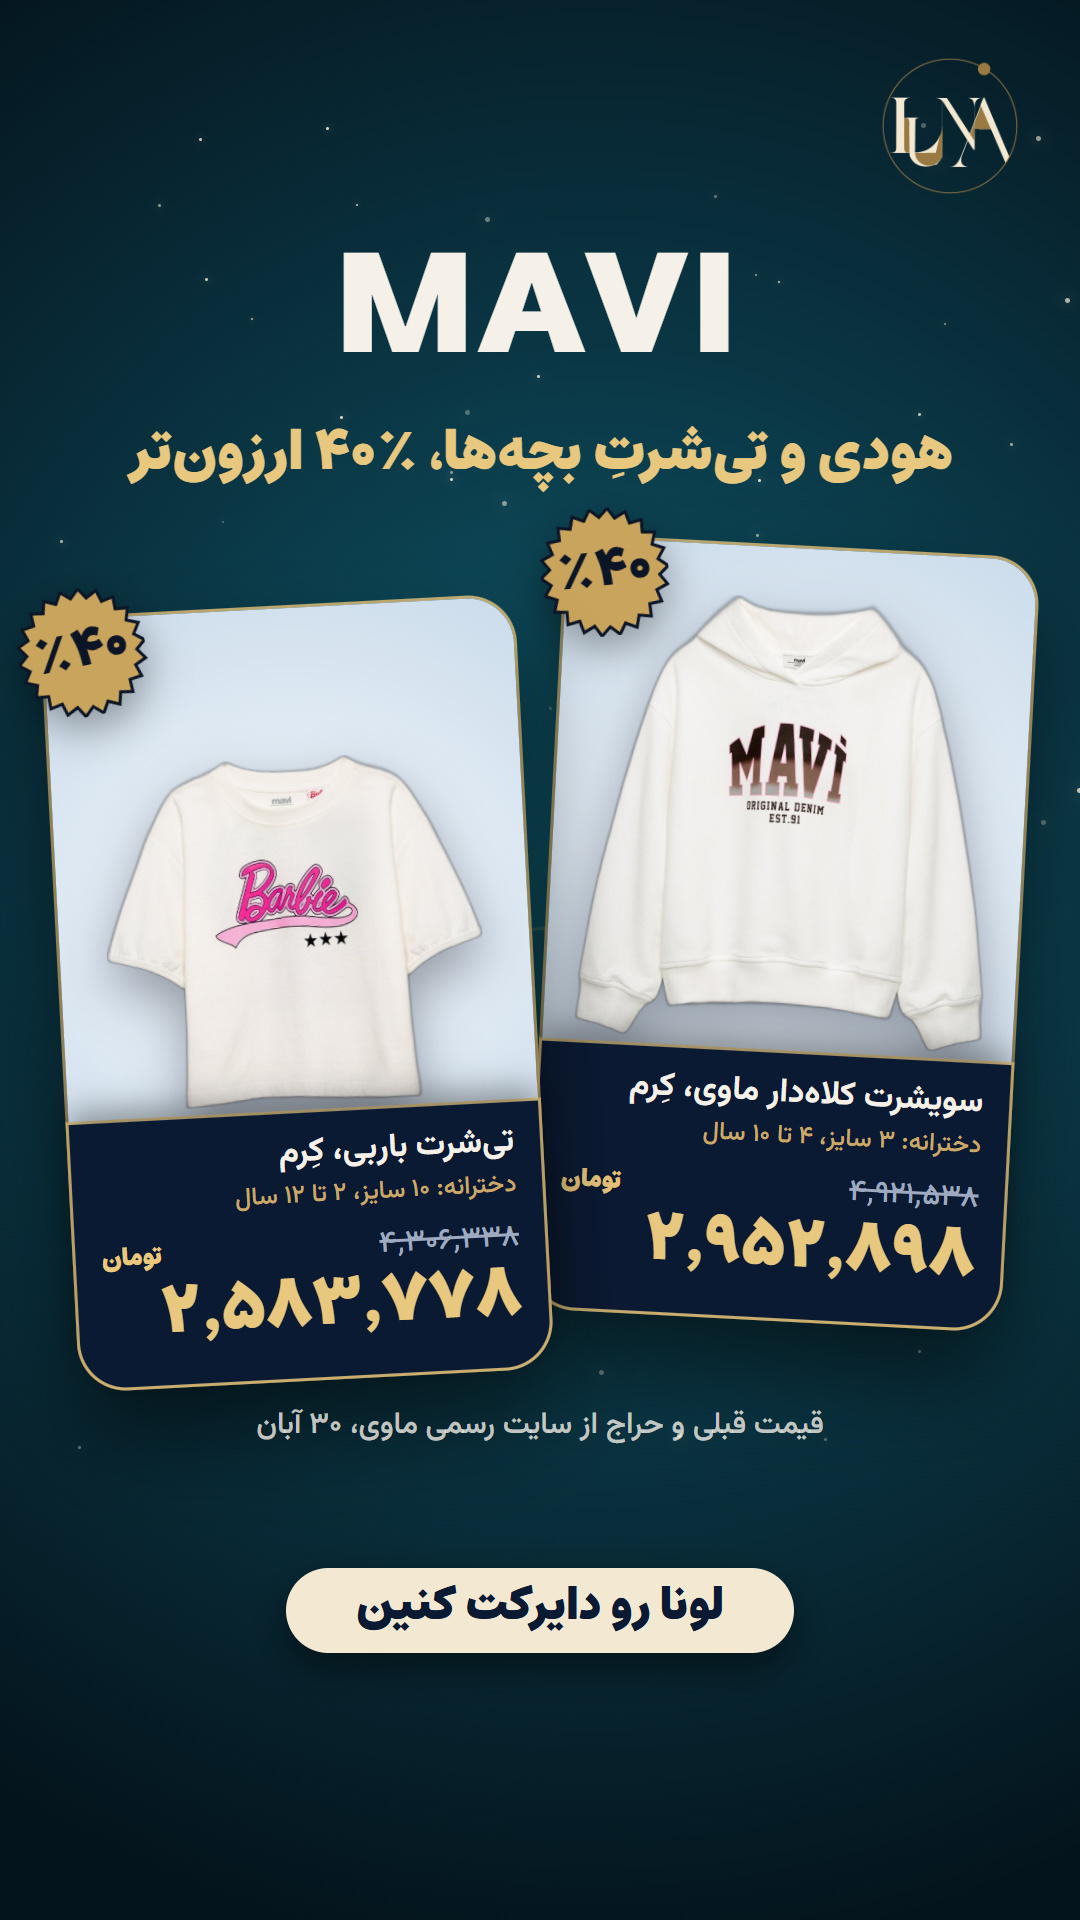 LUNA
MAVI
هودی و تی‌شرتِ بچه‌ها، ۴۰٪ ارزون‌تر
٪۴۰
MAVİ
ORIGINAL DENIM
EST.91
سویشرت کلاه‌دار ماوی، کِرم
دخترانه: ۳ سایز، ۴ تا ۱۰ سال
۴,۹۲۱,۵۳۸
۲,۹۵۲,۸۹۸ تومان
٪۴۰
mavi
Barbie
تی‌شرت باربی، کِرم
دخترانه: ۱۰ سایز، ۲ تا ۱۲ سال
۴,۳۰۶,۳۳۸
۲,۵۸۳,۷۷۸ تومان
قیمت قبلی و حراج از سایت رسمی ماوی، ۳۰ آبان
لونا رو دایرکت کنین